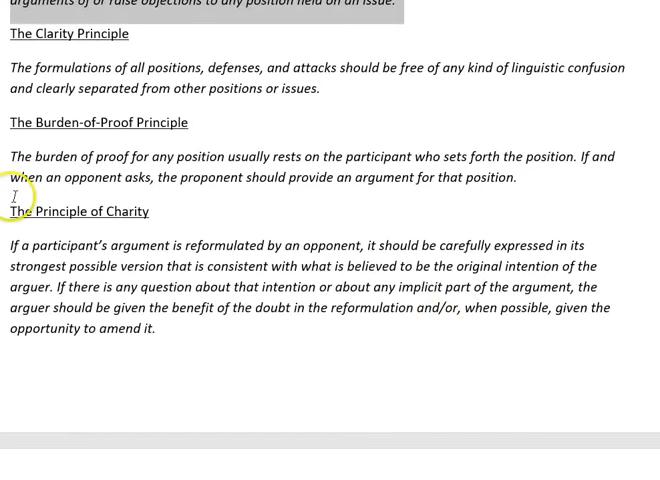 arguments of or raise objections to any position held on an issue.
The Clarity Principle
The formulations of all positions, defenses, and attacks should be free of any kind of linguistic confusion
and clearly separated from other positions or issues.
The Burden-of-Proof Principle
The burden of proof for any position usually rests on the participant who sets forth the position. If and
when an opponent asks, the proponent should provide an argument for that position.
The Principle of Charity
If a participant’s argument is reformulated by an opponent, it should be carefully expressed in its
strongest possible version that is consistent with what is believed to be the original intention of the
arguer. If there is any question about that intention or about any implicit part of the argument, the
arguer should be given the benefit of the doubt in the reformulation and/or, when possible, given the
opportunity to amend it.